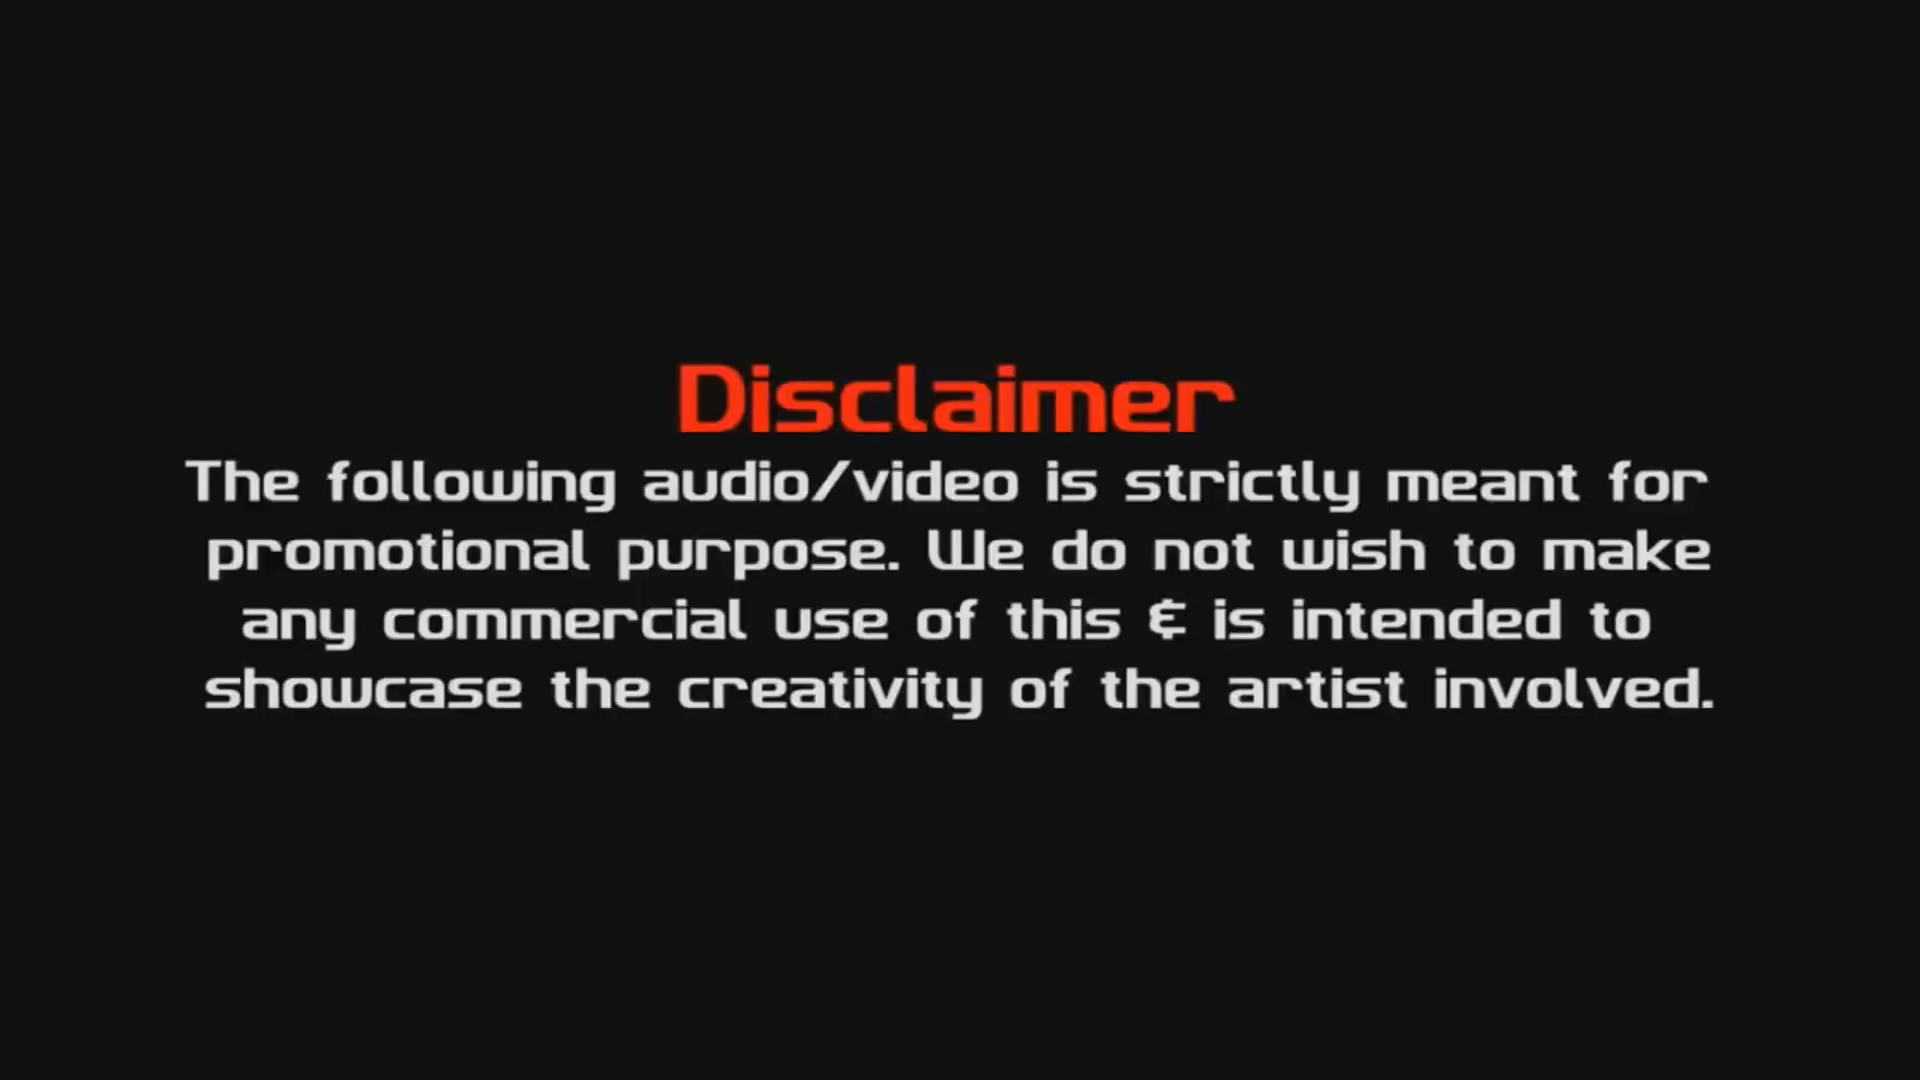 Disclaimer
The following audio/video is strictly meant for
promotional purpose. We do not wish to make
any commercial use of this & is intended to
showcase the creativity of the artist involved.